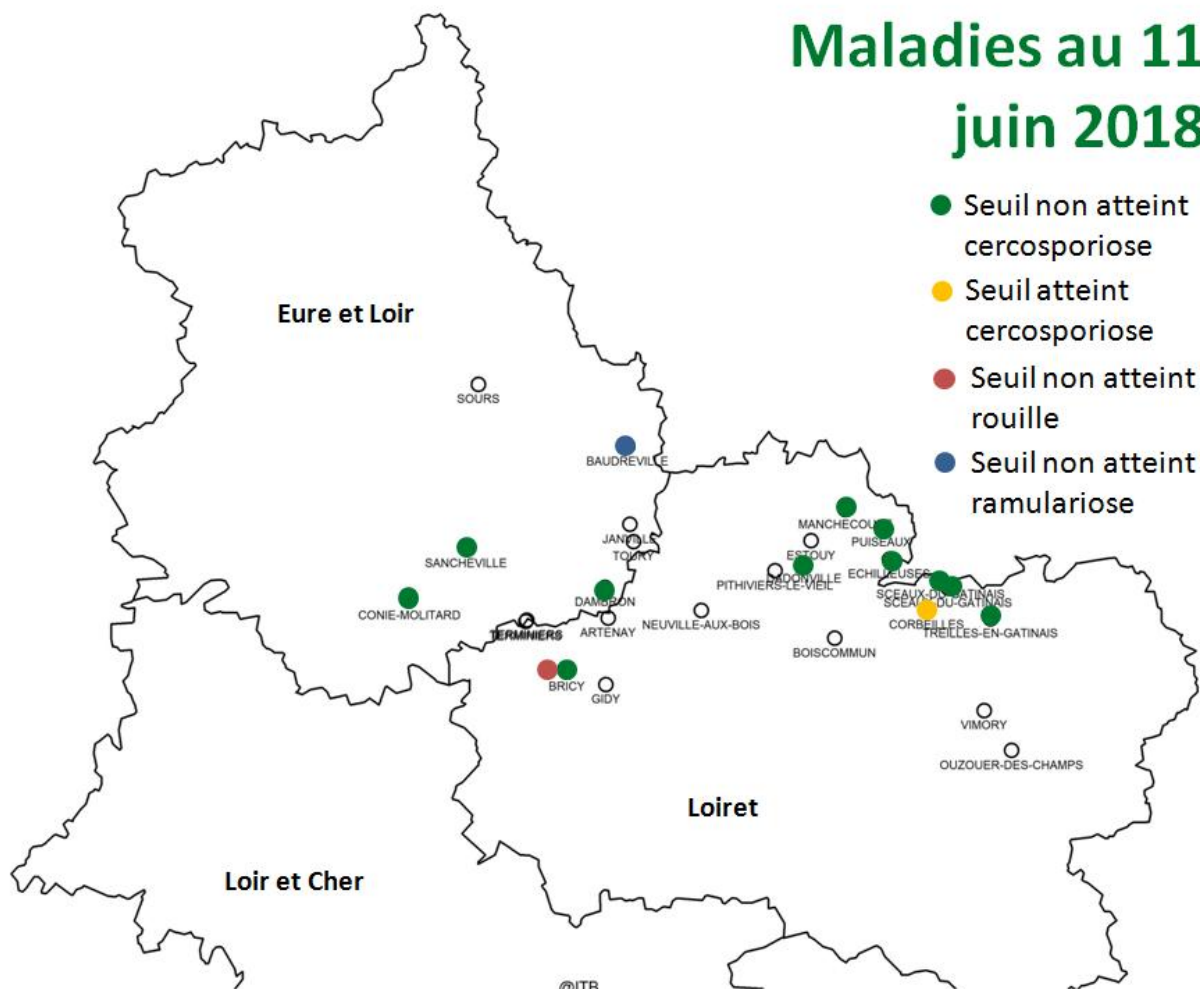 Maladies au 11
juin 2018
Seuil non atteint
cercosporiose
Seuil atteint
cercosporiose
Seuil non atteint
rouille
Seuil non atteint
ramulariose
Eure et Loir
SOURS
BAUDREVILLE
MANCHECOURT
JANVILLE
TOURY
PUISEAUX
ESTOUY
SANCHEVILLE
ECHILLEUSES
LADONVILLE
PITHIVIERS-LE-VIEIL
SCEAUX-DU-GATINAIS
SCEAUX-DU-GATINAIS
DAMBRON
CONIE-MOLITARD
NEUVILLE-AUX-BOIS
CORBEILLES
ARTENAY
TREILLES-EN-GATINAIS
TERMINIERS
BOISCOMMUN
BRICY
GIDY
VIMORY
OUZOUER-DES-CHAMPS
Loiret
Loir et Cher
@ITB